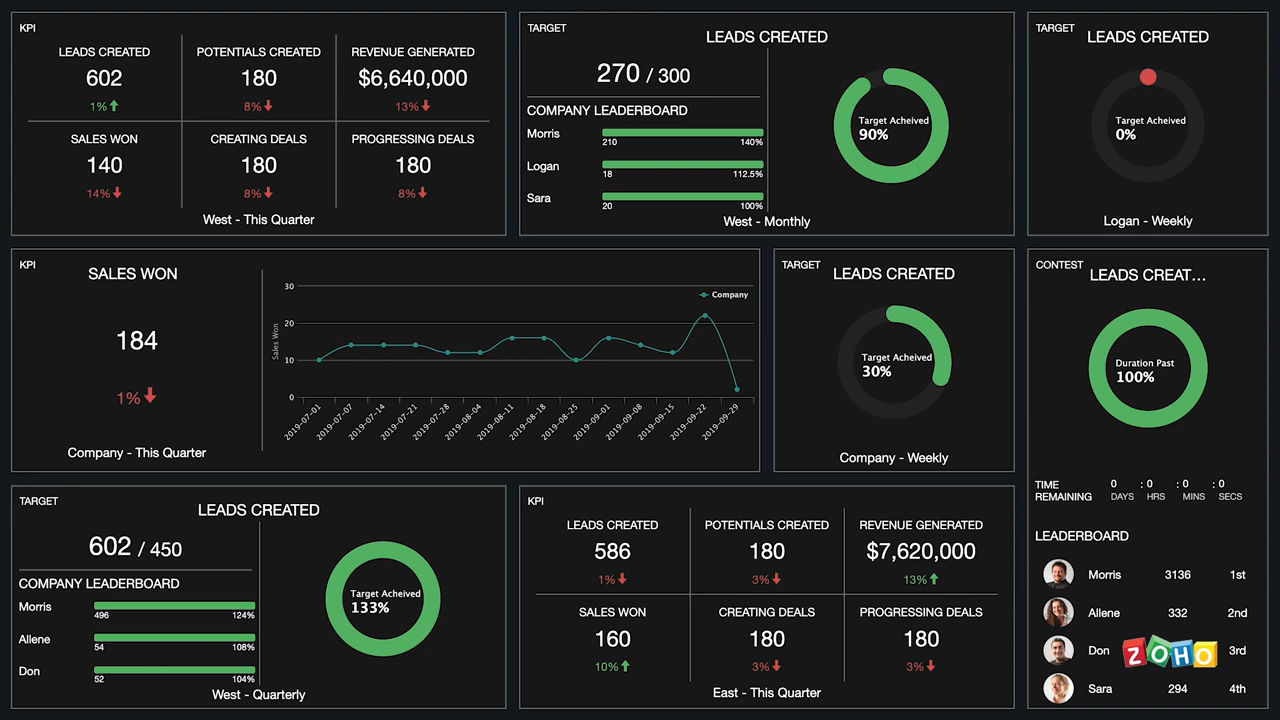 KPI
LEADS CREATED
602
1%
POTENTIALS CREATED
180
8%
REVENUE GENERATED
$6,640,000
13%
SALES WON
140
14%
CREATING DEALS
180
8%
PROGRESSING DEALS
180
8%
West - This Quarter
TARGET
LEADS CREATED
270 / 300
COMPANY LEADERBOARD
Morris
210 140%
Logan
18 112.5%
Sara
20 100%
Target Acheived
90%
West - Monthly
TARGET
LEADS CREATED
Target Acheived
0%
Logan - Weekly
KPI
SALES WON
184
1%
Company - This Quarter
Company
Sales Won
30
20
10
0
2019-07-01
2019-07-07
2019-07-14
2019-07-21
2019-07-28
2019-08-04
2019-08-11
2019-08-18
2019-08-25
2019-09-01
2019-09-08
2019-09-15
2019-09-22
2019-09-29
TARGET
LEADS CREATED
Target Acheived
30%
Company - Weekly
CONTEST
LEADS CREAT...
Duration Past
100%
TIME REMAINING
0 : 0 : 0 : 0
DAYS HRS MINS SECS
LEADERBOARD
Morris 3136 1st
Allene 332 2nd
Don 3rd
ZOHO
Sara 294 4th
TARGET
LEADS CREATED
602 / 450
COMPANY LEADERBOARD
Morris
496 124%
Allene
54 108%
Don
52 104%
Target Acheived
133%
West - Quarterly
KPI
LEADS CREATED
586
1%
POTENTIALS CREATED
180
3%
REVENUE GENERATED
$7,620,000
13%
SALES WON
160
10%
CREATING DEALS
180
3%
PROGRESSING DEALS
180
3%
East - This Quarter